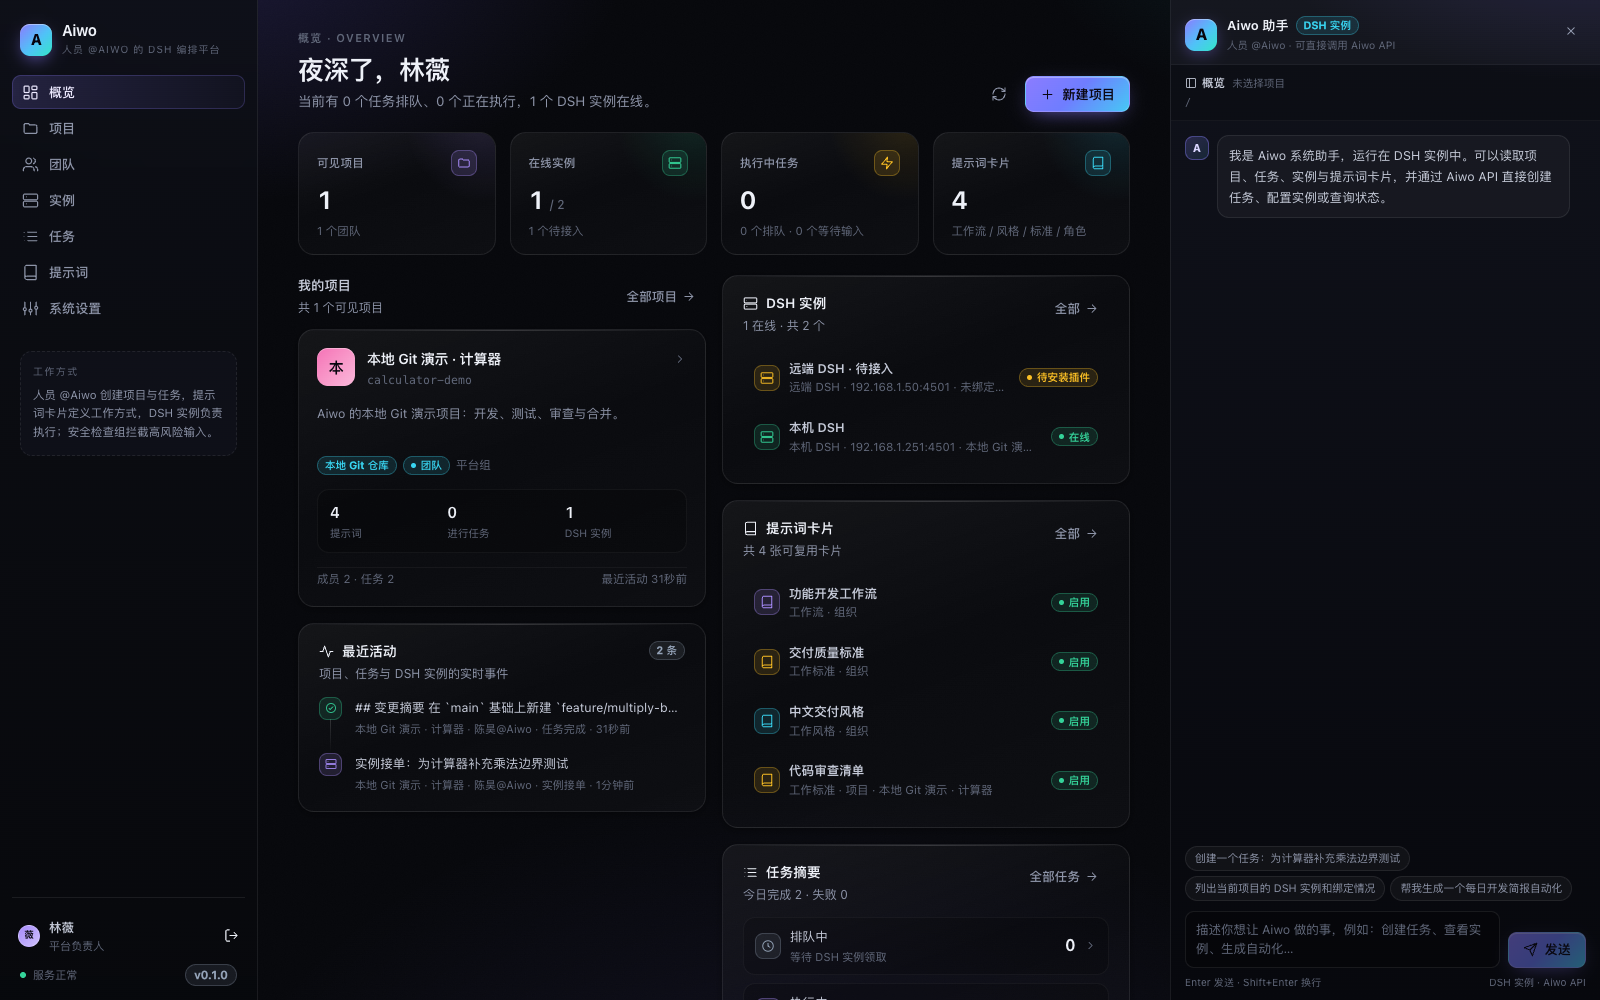 A
Aiwo
人员 @AIWO 的 DSH 编排平台
概览
项目
团队
实例
任务
提示词
系统设置
工作方式
人员 @Aiwo 创建项目与任务，提示
词卡片定义工作方式，DSH 实例负责
执行；安全检查组拦截高风险输入。
薇
林薇
平台负责人
服务正常
v0.1.0
概览 · OVERVIEW
夜深了，林薇
当前有 0 个任务排队、0 个正在执行，1 个 DSH 实例在线。
新建项目
可见项目
1
1 个团队
在线实例
1 / 2
1 个待接入
执行中任务
0
0 个排队 · 0 个等待输入
提示词卡片
4
工作流 / 风格 / 标准 / 角色
我的项目
共 1 个可见项目
全部项目
本
本地 Git 演示 · 计算器
calculator-demo
Aiwo 的本地 Git 演示项目：开发、测试、审查与合并。
本地 Git 仓库 团队 平台组
4 0 1
提示词 进行任务 DSH 实例
成员 2 · 任务 2 最近活动 31秒前
最近活动
2 条
项目、任务与 DSH 实例的实时事件
## 变更摘要 在 `main` 基础上新建 `feature/multiply-b...
本地 Git 演示 · 计算器 · 陈昊@Aiwo · 任务完成 · 31秒前
实例接单：为计算器补充乘法边界测试
本地 Git 演示 · 计算器 · 陈昊@Aiwo · 实例接单 · 1分钟前
DSH 实例
1 在线 · 共 2 个
全部
远端 DSH · 待接入
远端 DSH · 192.168.1.50:4501 · 未绑定...
待安装插件
本机 DSH
本机 DSH · 192.168.1.251:4501 · 本地 Git 演...
在线
提示词卡片
共 4 张可复用卡片
全部
功能开发工作流
工作流 · 组织
启用
交付质量标准
工作标准 · 组织
启用
中文交付风格
工作风格 · 组织
启用
代码审查清单
工作标准 · 项目 · 本地 Git 演示 · 计算器
启用
任务摘要
今日完成 2 · 失败 0
全部任务
排队中
等待 DSH 实例领取
0
A
Aiwo 助手
DSH 实例
人员 @Aiwo · 可直接调用 Aiwo API
概览 未选择项目
/
A
我是 Aiwo 系统助手，运行在 DSH 实例中。可以读取项
目、任务、实例与提示词卡片，并通过 Aiwo API 直接创建
任务、配置实例或查询状态。
创建一个任务：为计算器补充乘法边界测试
列出当前项目的 DSH 实例和绑定情况
帮我生成一个每日开发简报自动化
描述你想让 Aiwo 做的事，例如：创建任务、查看实
例、生成自动化...
发送
Enter 发送 · Shift+Enter 换行
DSH 实例 · Aiwo API